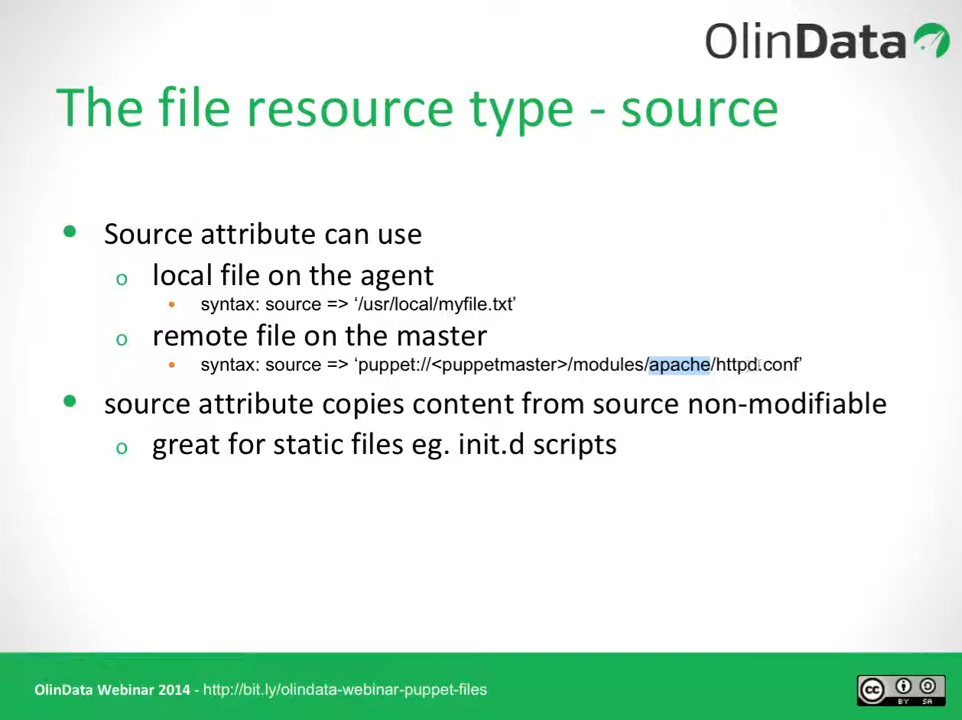 OlinData
The file resource type - source
• Source attribute can use
o local file on the agent
• syntax: source => ‘/usr/local/myfile.txt’
o remote file on the master
• syntax: source => ‘puppet://<puppetmaster>/modules/apache/httpd.conf’
• source attribute copies content from source non-modifiable
o great for static files eg. init.d scripts
OlinData Webinar 2014 - http://bit.ly/olindata-webinar-puppet-files
cc
BY SA